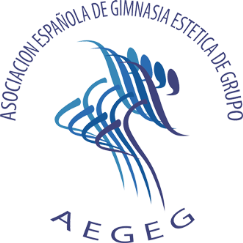 ASOCIACION ESPAÑOLA DE GIMNASIA ESTETICA DE GRUPO
AEGEG